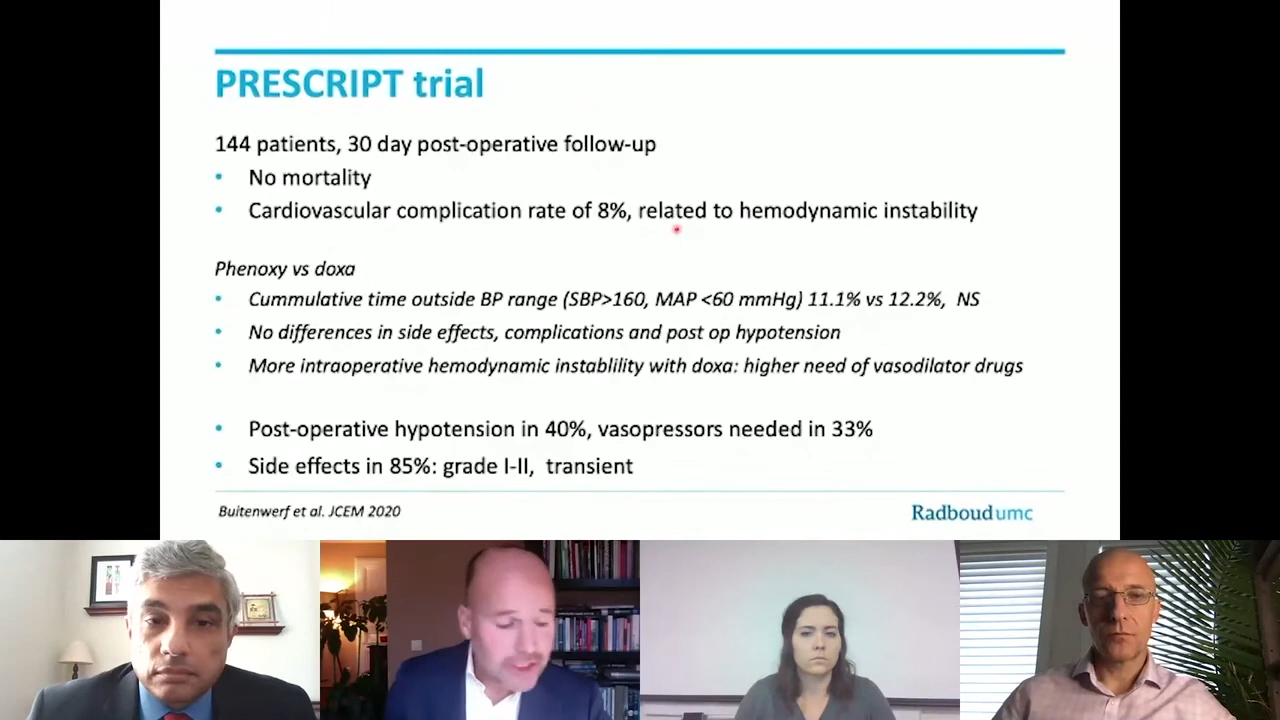 PRESCRIPT trial
144 patients, 30 day post-operative follow-up
• No mortality
• Cardiovascular complication rate of 8%, related to hemodynamic instability
Phenoxy vs doxa
• Cummulative time outside BP range (SBP>160, MAP <60 mmHg) 11.1% vs 12.2%, NS
• No differences in side effects, complications and post op hypotension
• More intraoperative hemodynamic instablility with doxa: higher need of vasodilator drugs
• Post-operative hypotension in 40%, vasopressors needed in 33%
• Side effects in 85%: grade I-II, transient
Buitenwerf et al. JCEM 2020
Radboudumc